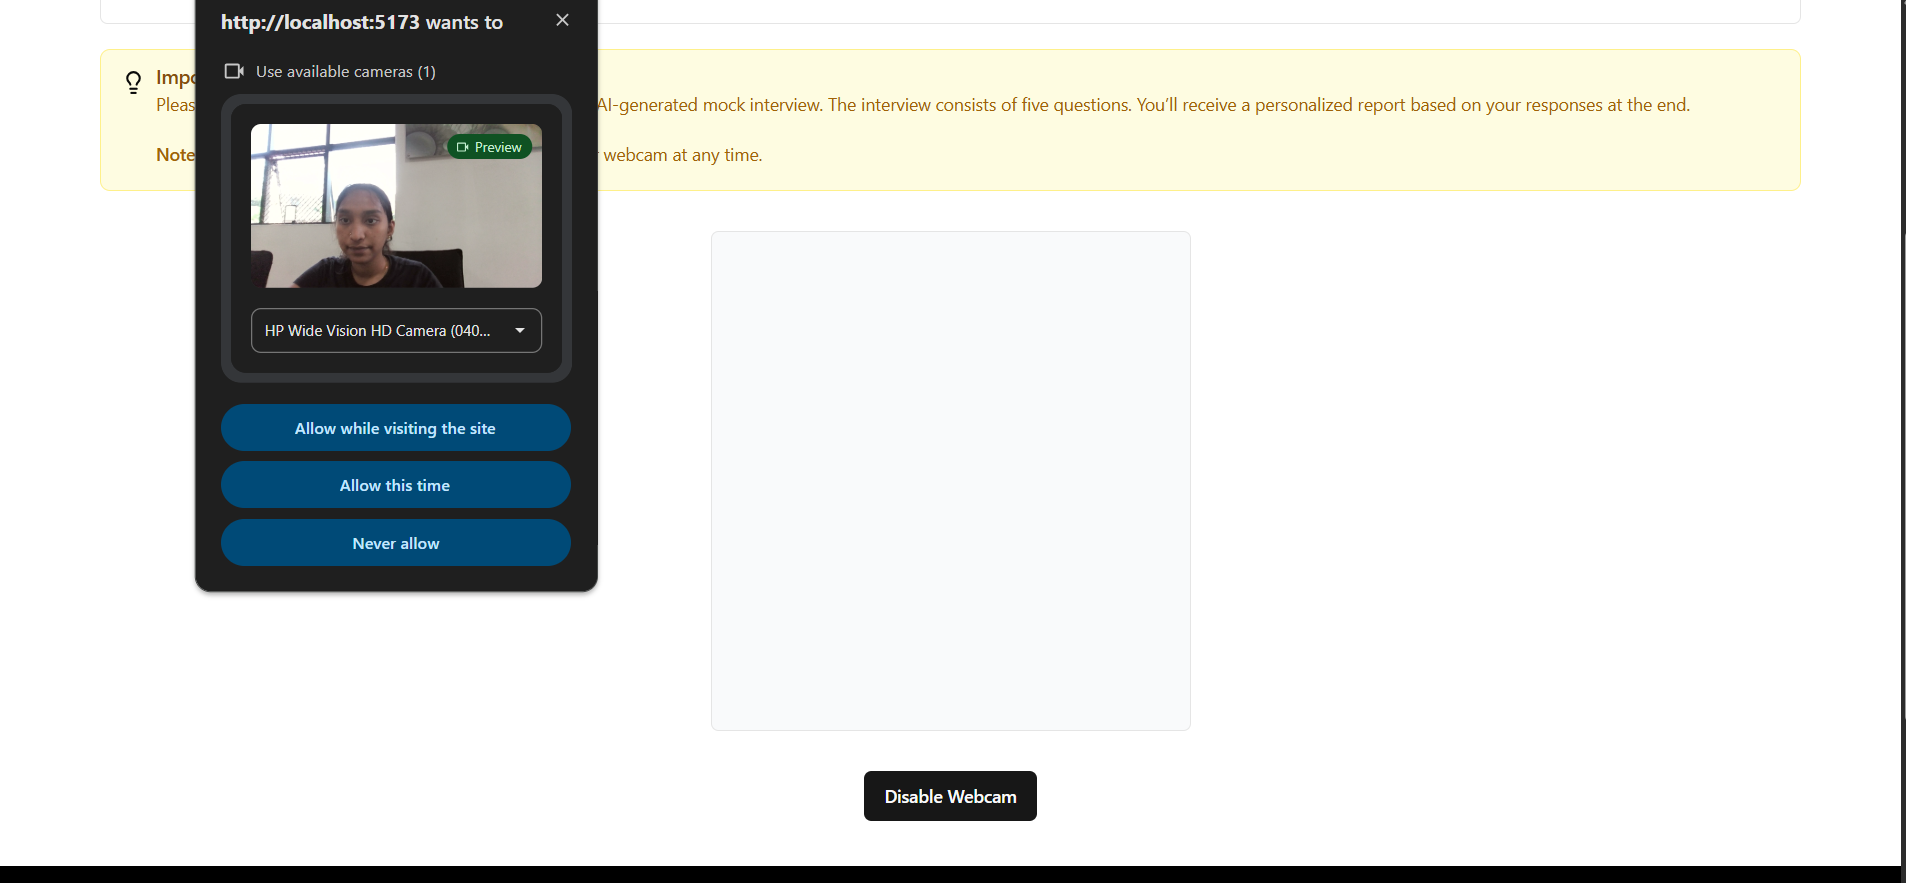 http://localhost:5173 wants to
Use available cameras (1)
Preview
HP Wide Vision HD Camera (040...
Allow while visiting the site
Allow this time
Never allow
Impo
Pleas
AI-generated mock interview. The interview consists of five questions. You’ll receive a personalized report based on your responses at the end.
Note
webcam at any time.
Disable Webcam